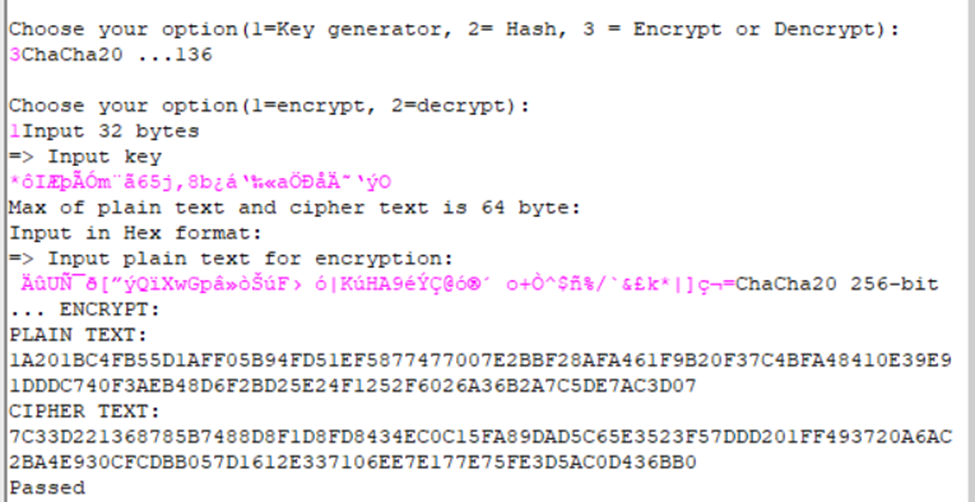 Choose your option(1=Key generator, 2= Hash, 3 = Encrypt or Dencrypt):
3ChaCha20 ...136
Choose your option(1=encrypt, 2=decrypt):
1Input 32 bytes
=> Input key
*ôIÆþÃÓm¨ã65j,8b¿á‘‰«aÖÐåÄ˜‘ýO
Max of plain text and cipher text is 64 byte:
Input in Hex format:
=> Input plain text for encryption:
ÄûUÑ¯ð[”ýQïXwGpâ»òŠúF› ó|KúHA9éÝÇ@ó®´ o+Ò^$ñ%/`&£k*|]ç¬=ChaCha20 256-bit
... ENCRYPT:
PLAIN TEXT:
1A201BC4FB55D1AFF05B94FD51EF5877477007E2BBF28AFA461F9B20F37C4BFA48410E39E9
1DDDC740F3AEB48D6F2BD25E24F1252F6026A36B2A7C5DE7AC3D07
CIPHER TEXT:
7C33D221368785B7488D8F1D8FD8434EC0C15FA89DAD5C65E3523F57DDD201FF493720A6AC
2BA4E930CFCDBB057D1612E337106EE7E177E75FE3D5AC0D436BB0
Passed